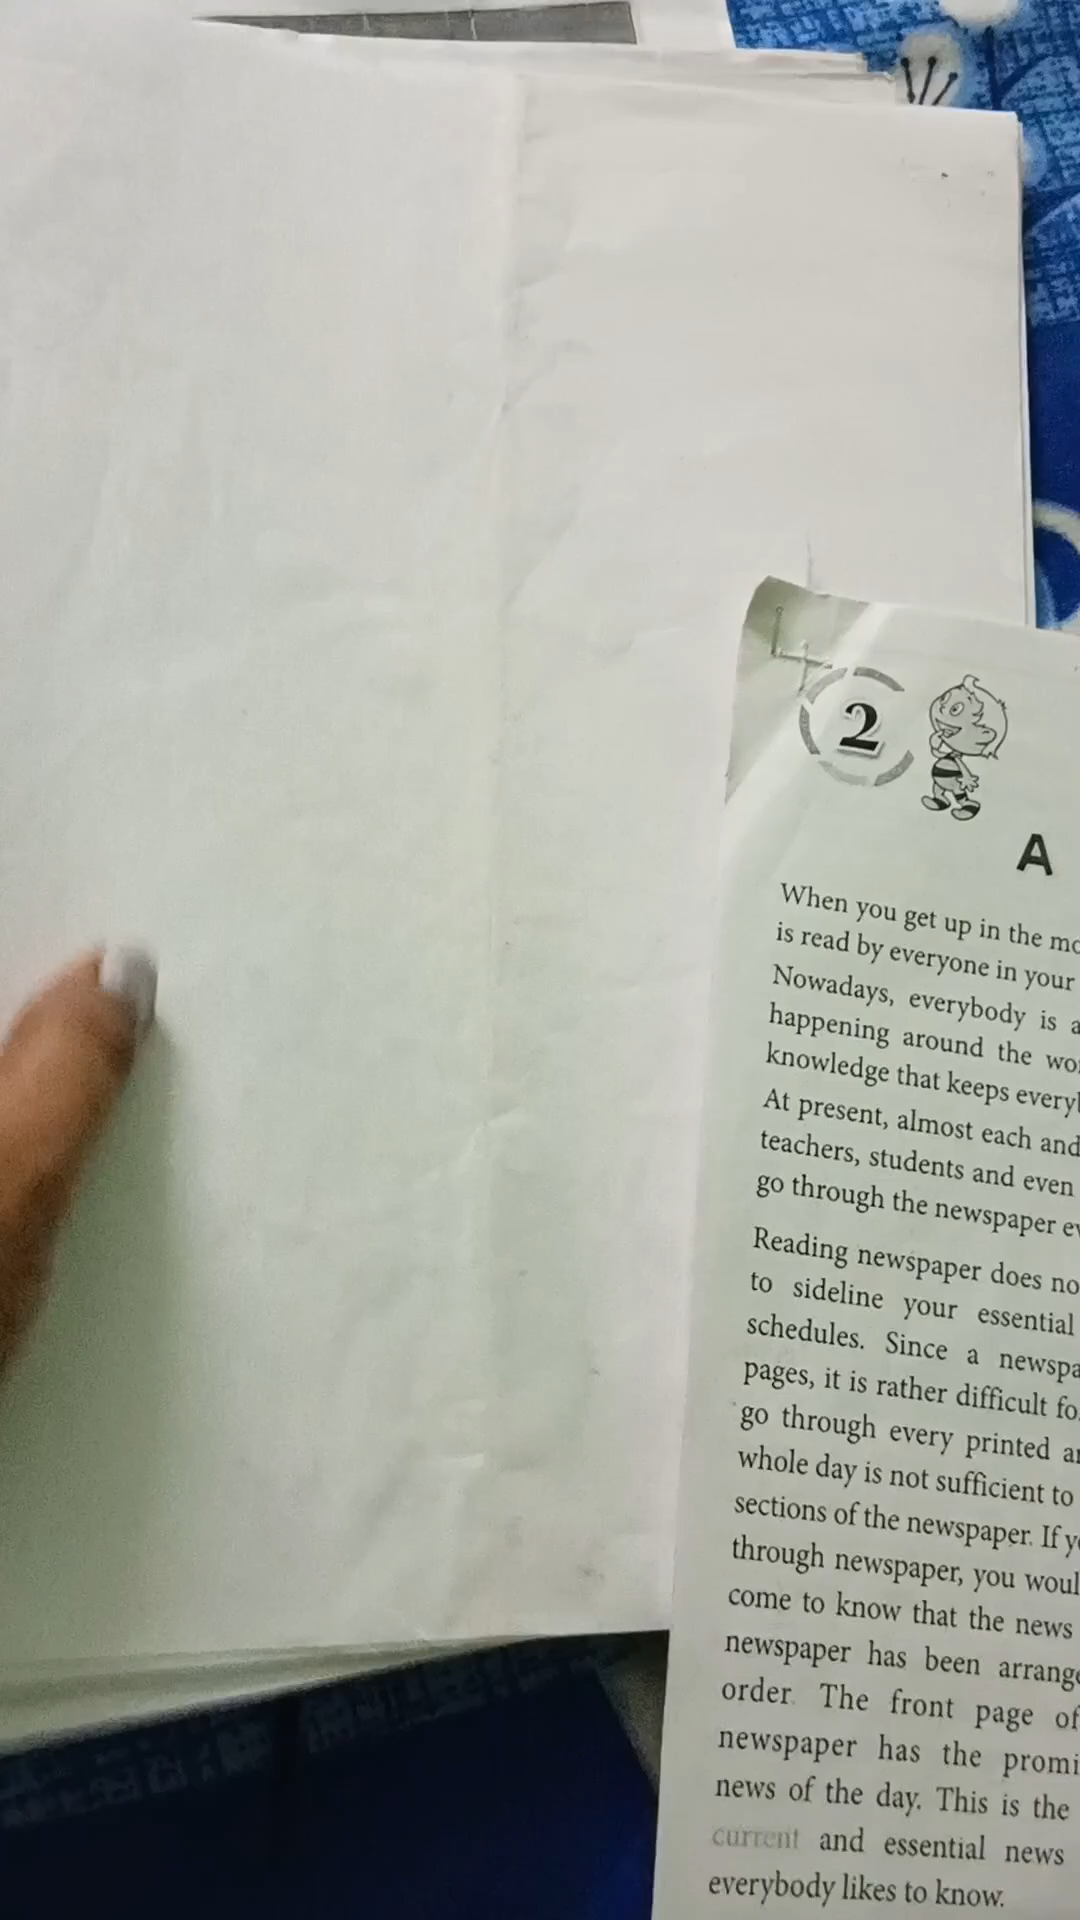 2
A
When you get up in the mo
is read by everyone in your
Nowadays, everybody is a
happening around the wo
knowledge that keeps every
At present, almost each and
teachers, students and even
go through the newspaper ev
Reading newspaper does no
to sideline your essential
schedules. Since a newspa
pages, it is rather difficult fo
go through every printed ar
whole day is not sufficient to
sections of the newspaper. If y
through newspaper, you woul
come to know that the news
newspaper has been arrange
order. The front page of
newspaper has the promi
news of the day. This is the
current and essential news
everybody likes to know.